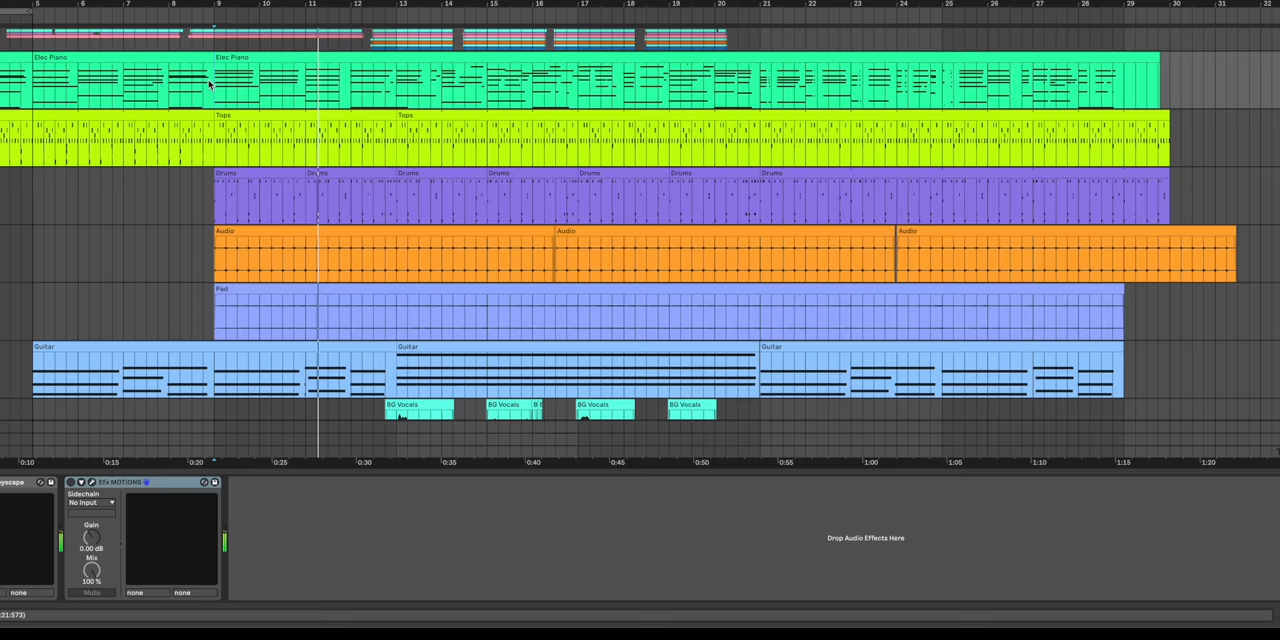 5 6 7 8 9 10 11 12 13 14 15 16 17 18 19 20 21 22 23 24 25 26 27 28 29 30 31 32
Elec Piano Elec Piano
Tops Tops
Drums Drums Drums Drums Drums Drums Drums
Audio Audio Audio
Pad
Guitar Guitar Guitar
BG Vocals BG Vocals B B BG Vocals BG Vocals
0:10 0:15 0:20 0:25 0:30 0:35 0:40 0:45 0:50 0:55 1:00 1:05 1:10 1:15 1:20
eyscape Efx MOTIONS
Sidechain
No Input
Gain
0.00 dB
Mix
100 %
Drop Audio Effects Here
none Mute none none
:21:573)